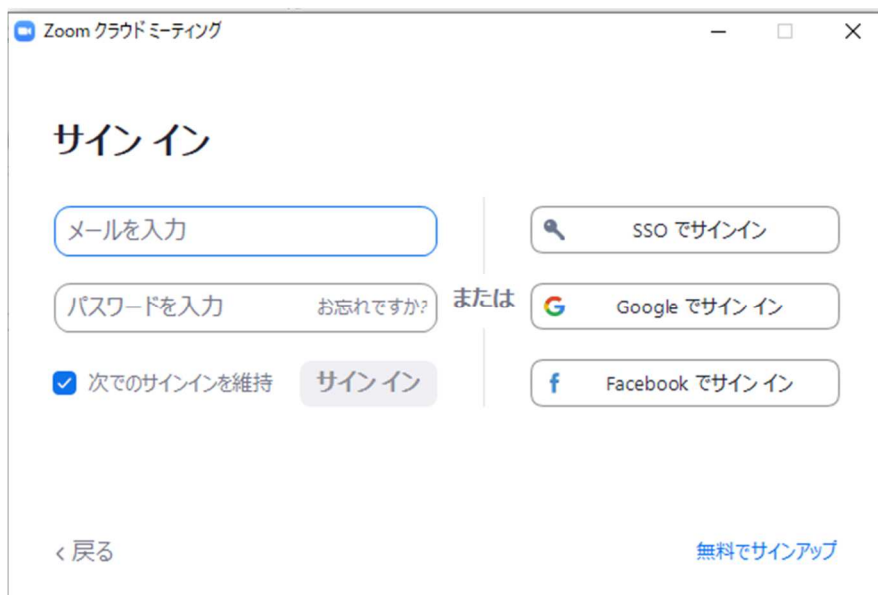 Zoom クラウド ミーティング
サイン イン
メールを入力
パスワードを入力 お忘れですか?
次でのサインインを維持 サイン イン
または
SSO でサインイン
Google でサイン イン
Facebook でサイン イン
< 戻る
無料でサインアップ